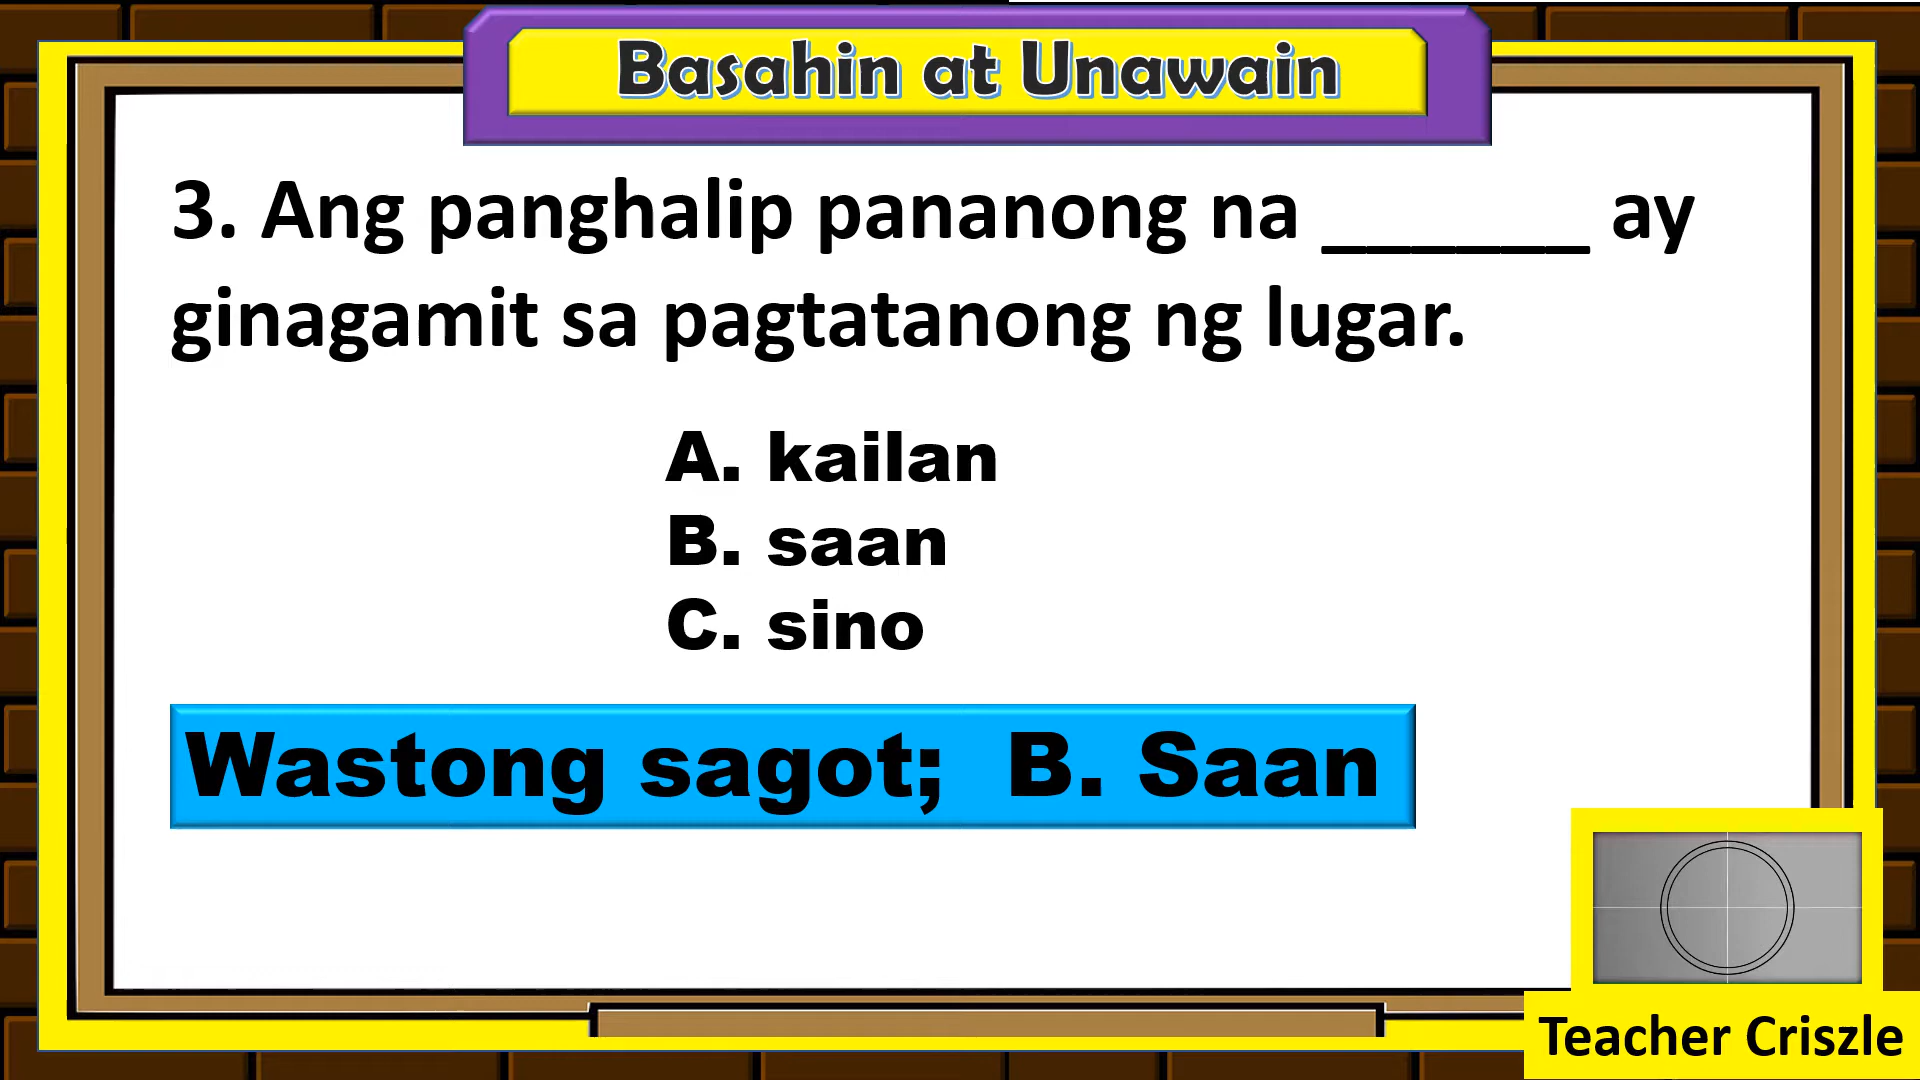 Basahin at Unawain
3. Ang panghalip pananong na ______ ay
ginagamit sa pagtatanong ng lugar.
A. kailan
B. saan
C. sino
Wastong sagot;  B. Saan
Teacher Criszle